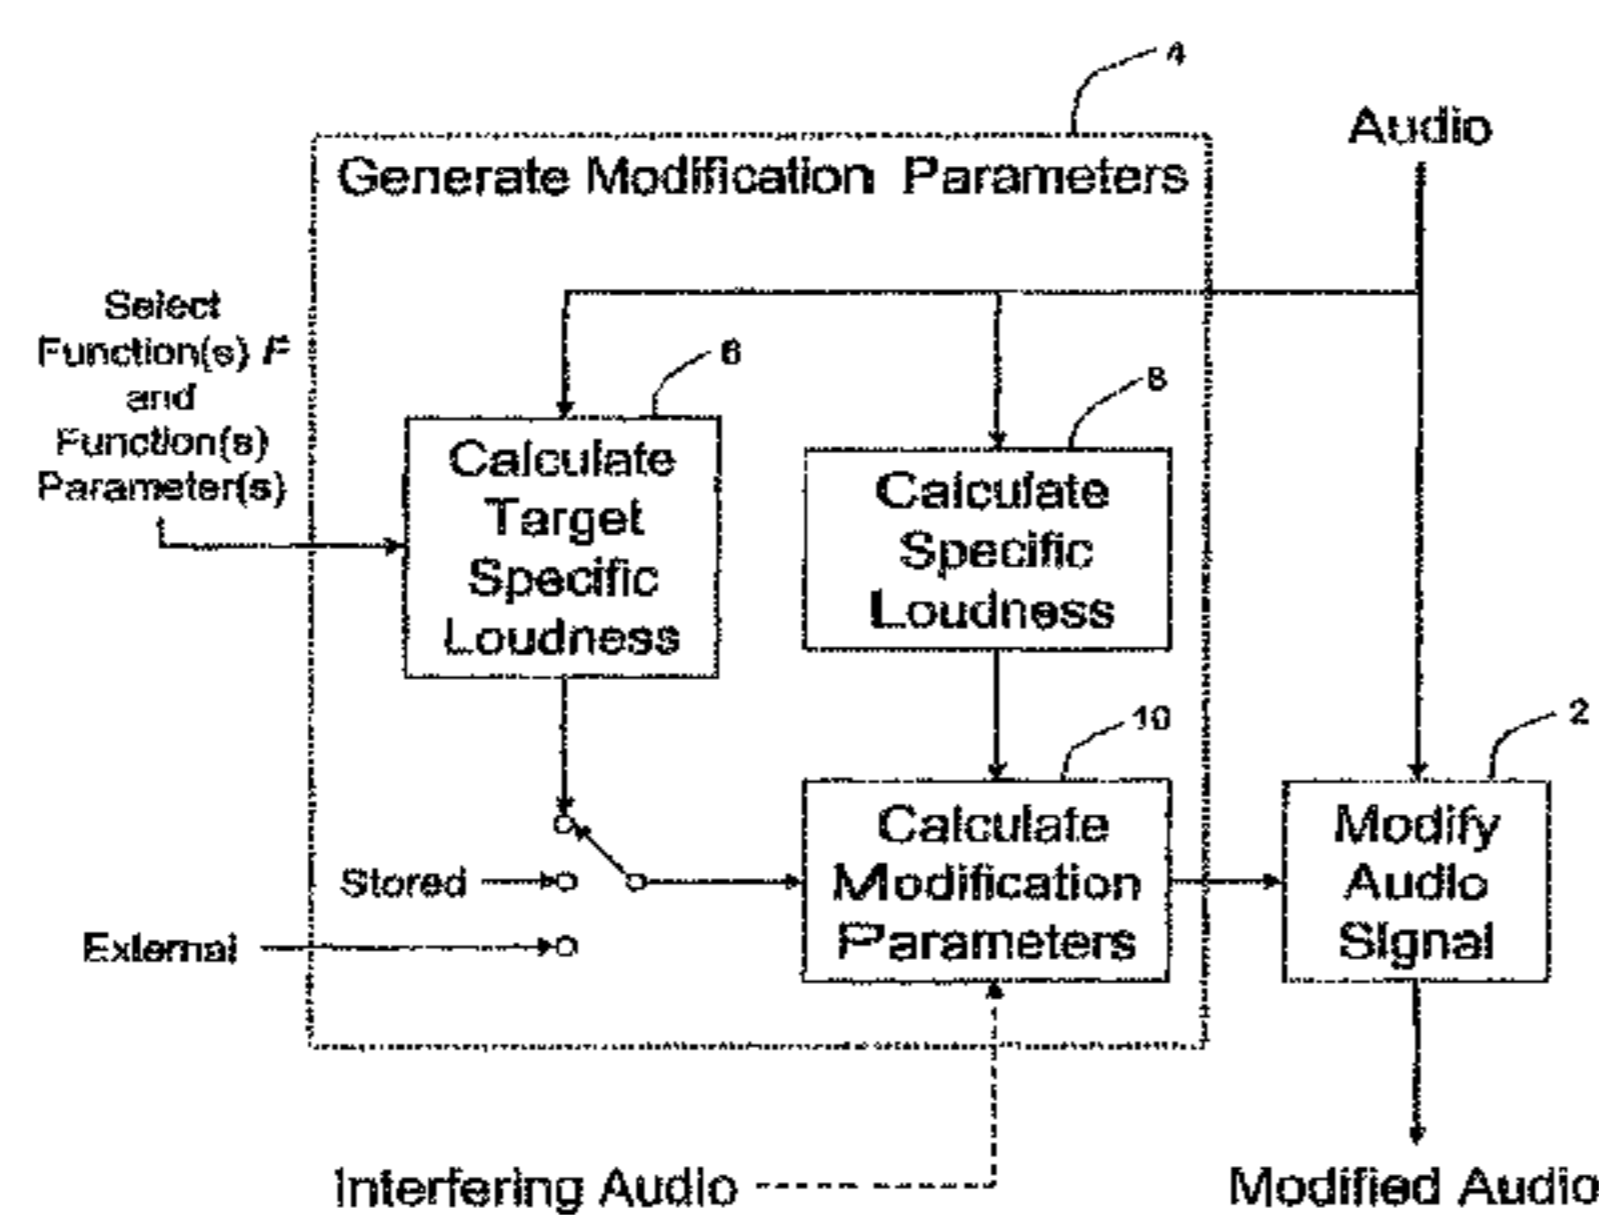 4
Audio
Generate Modification Parameters
Select
Function(s) F
and
Function(s)
Parameter(s)
6
8
Calculate
Target
Specific
Loudness
Calculate
Specific
Loudness
10
2
Calculate
Modification
Parameters
Modify
Audio
Signal
Stored
External
Interfering Audio
Modified Audio